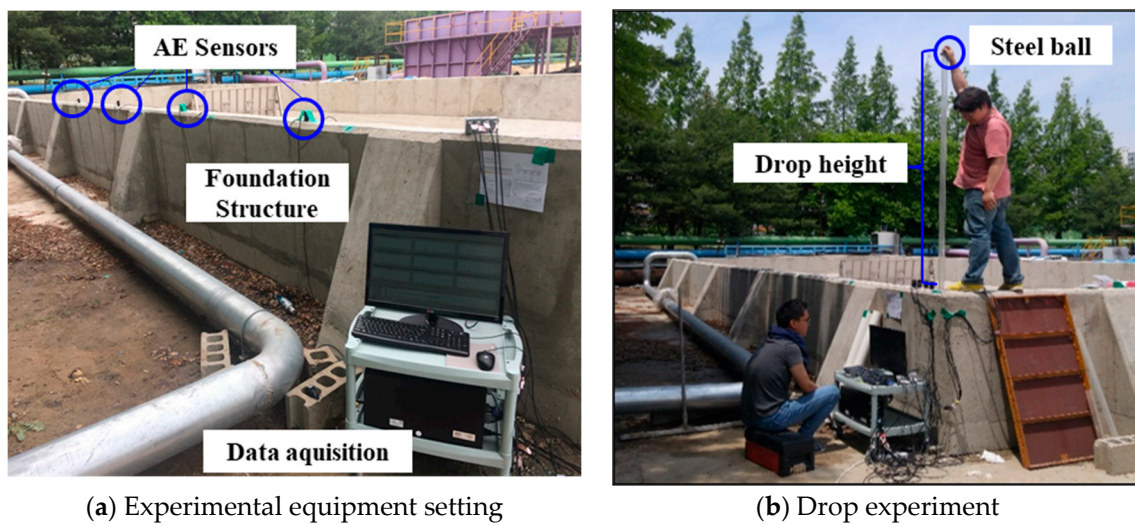 AE Sensors
Foundation
Structure
Data aquisition
Steel ball
Drop height
(a) Experimental equipment setting
(b) Drop experiment